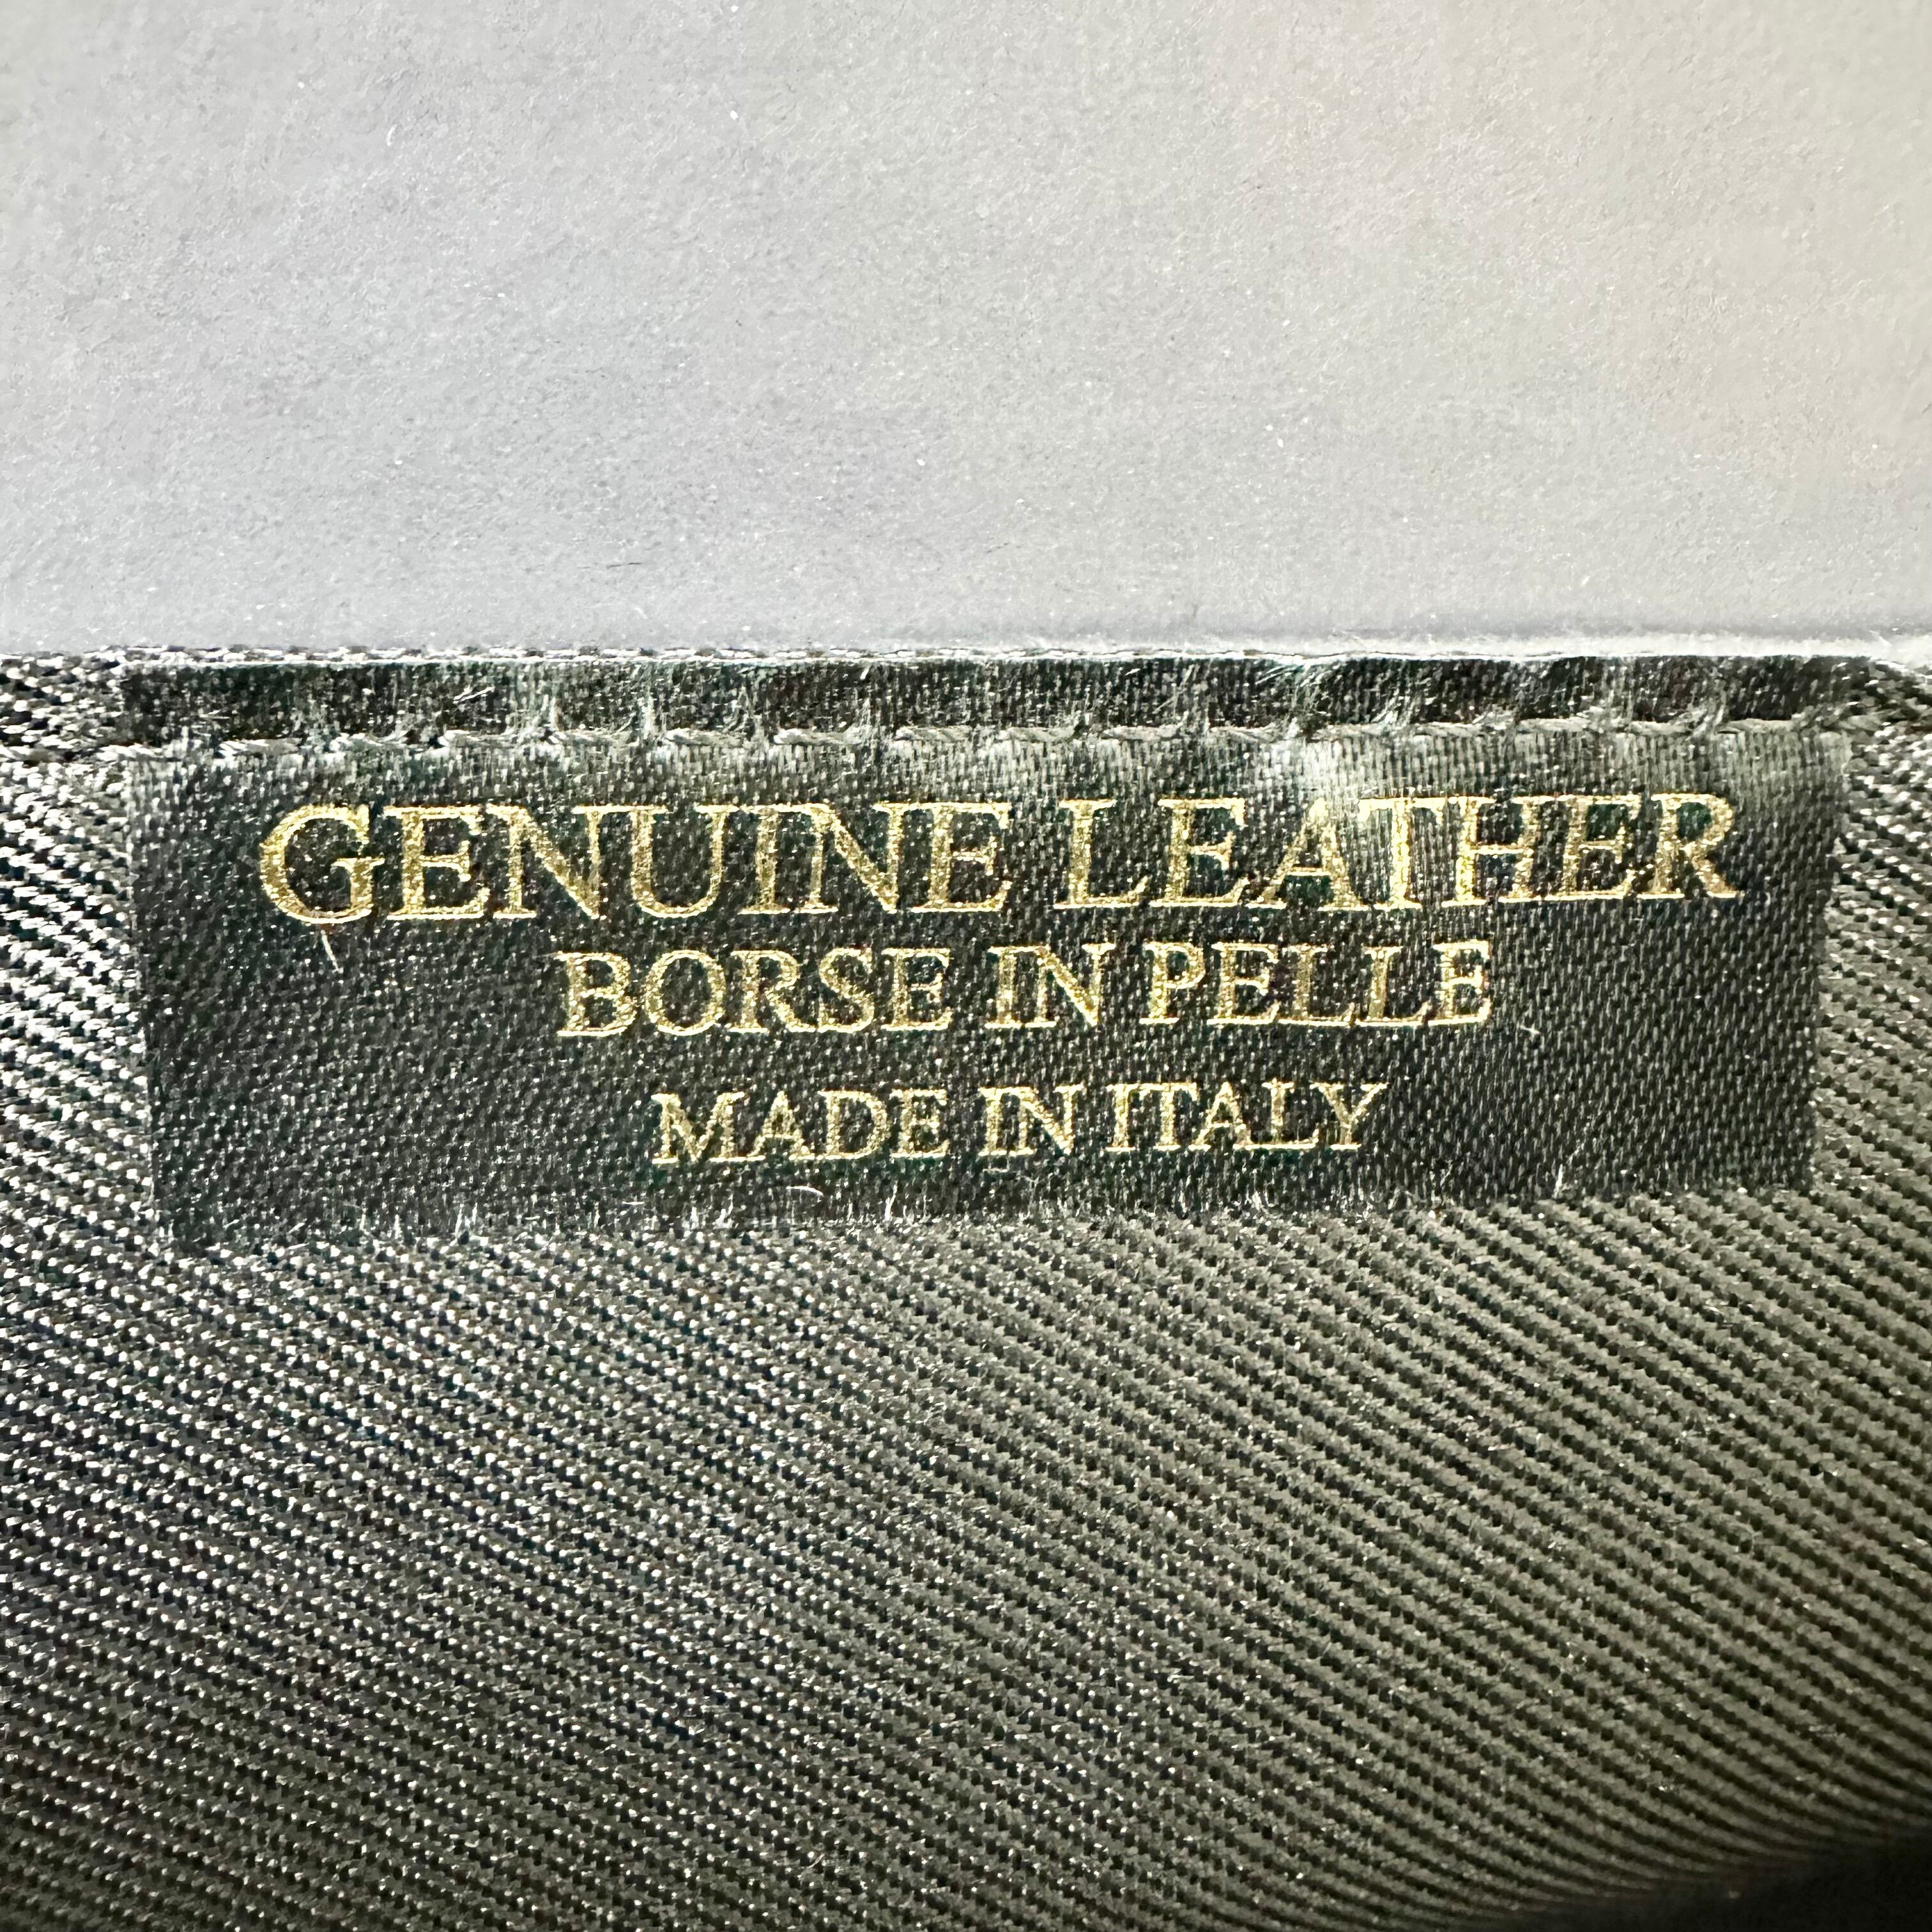 GENUINE LEATHER
BORSE IN PELLE
MADE IN ITALY